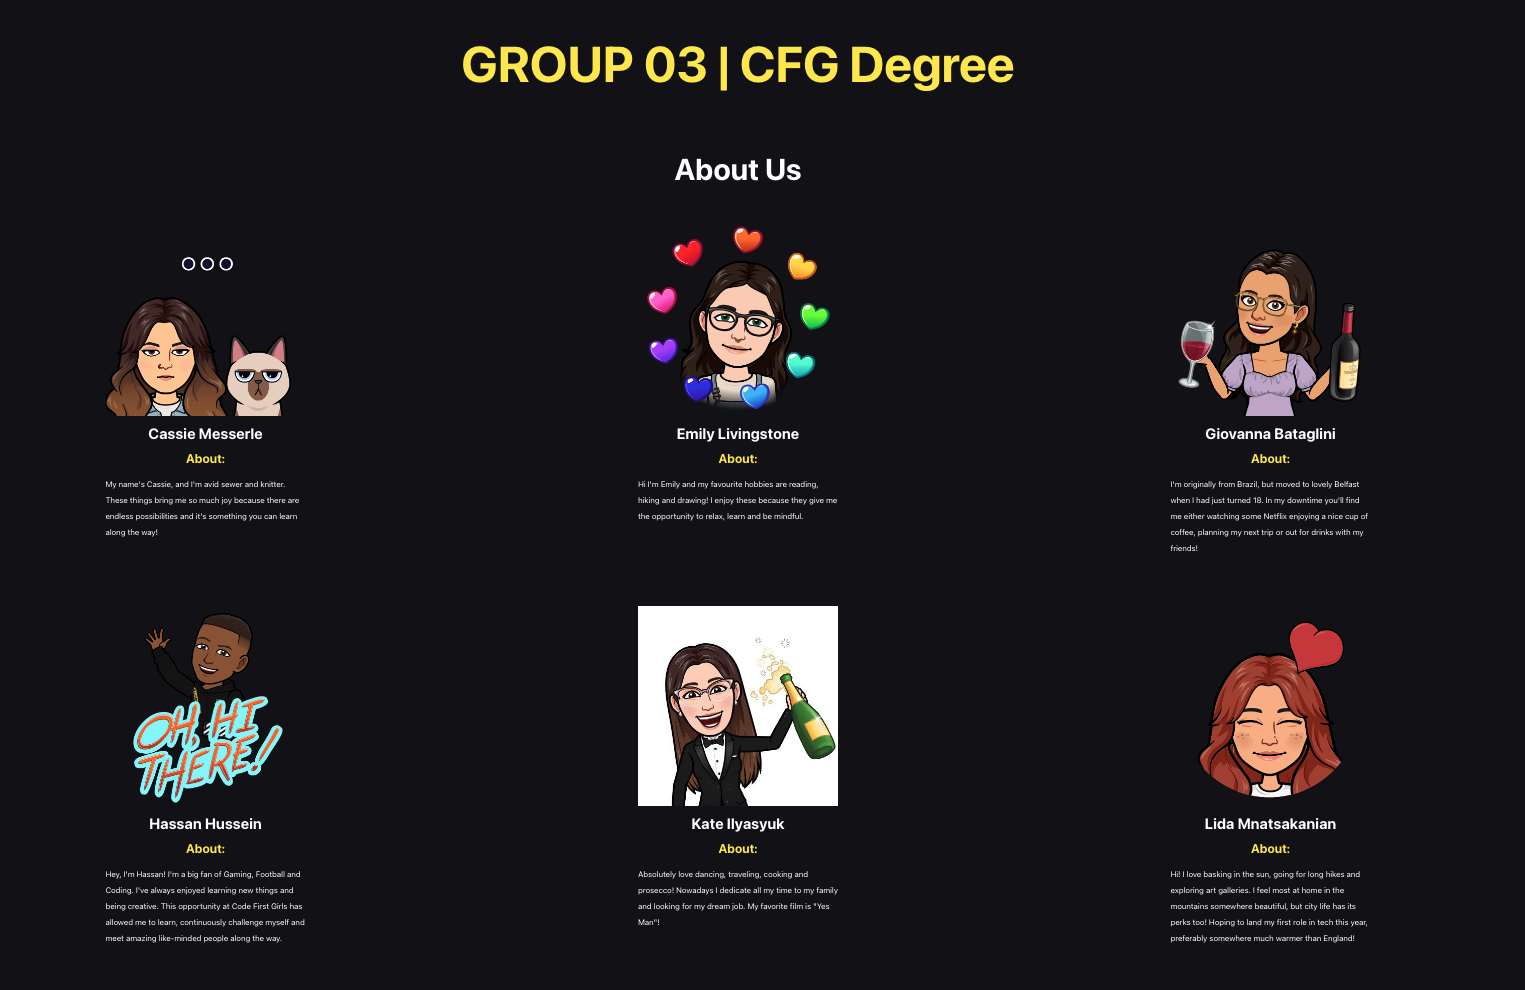 GROUP 03 | CFG Degree
About Us
Cassie Messerle
About:
My name's Cassie, and I'm avid sewer and knitter.
These things bring me so much joy because there are
endless possibilities and it's something you can learn
along the way!
Emily Livingstone
About:
Hi I'm Emily and my favourite hobbies are reading,
hiking and drawing! I enjoy these because they give me
the opportunity to relax, learn and be mindful.
Giovanna Bataglini
About:
I'm originally from Brazil, but moved to lovely Belfast
when I had just turned 18. In my downtime you'll find
me either watching some Netflix enjoying a nice cup of
coffee, planning my next trip or out for drinks with my
friends!
OH, HI
THERE!
Hassan Hussein
About:
Hey, I'm Hassan! I'm a big fan of Gaming, Football and
Coding. I've always enjoyed learning new things and
being creative. This opportunity at Code First Girls has
allowed me to learn, continuously challenge myself and
meet amazing like-minded people along the way.
Kate Ilyasyuk
About:
Absolutely love dancing, traveling, cooking and
prosecco! Nowadays I dedicate all my time to my family
and looking for my dream job. My favorite film is "Yes
Man"!
Lida Mnatsakanian
About:
Hi! I love basking in the sun, going for long hikes and
exploring art galleries. I feel most at home in the
mountains somewhere beautiful, but city life has its
perks too! Hoping to land my first role in tech this year,
preferably somewhere much warmer than England!